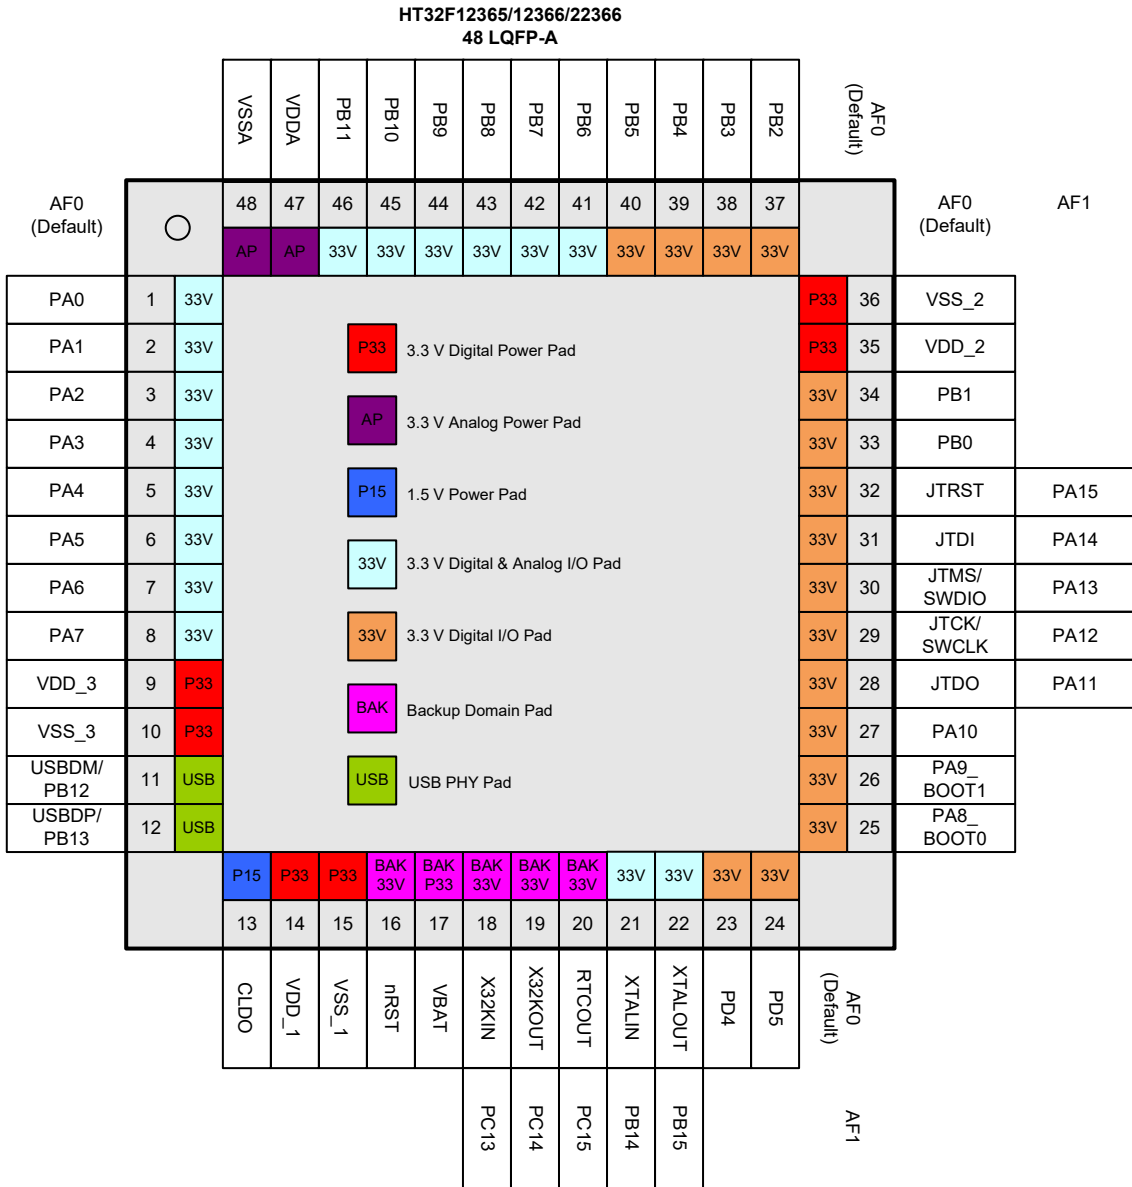 HT32F12365/12366/22366
48 LQFP-A
VSSA
VDDA
PB11
PB10
PB9
PB8
PB7
PB6
PB5
PB4
PB3
PB2
AF0
(Default)
AF0
(Default)
48 47 46 45 44 43 42 41 40 39 38 37
AF0
(Default)
AF1
AP AP 33V 33V 33V 33V 33V 33V 33V 33V 33V 33V
PA0 1 33V
P33 36 VSS_2
PA1 2 33V
P33 3.3 V Digital Power Pad
P33 35 VDD_2
PA2 3 33V
33V 34 PB1
PA3 4 33V
AP 3.3 V Analog Power Pad
33V 33 PB0
PA4 5 33V
P15 1.5 V Power Pad
33V 32 JTRST PA15
PA5 6 33V
33V 31 JTDI PA14
PA6 7 33V
33V 3.3 V Digital & Analog I/O Pad
33V 30 JTMS/
SWDIO
PA13
PA7 8 33V
33V 3.3 V Digital I/O Pad
33V 29 JTCK/
SWCLK
PA12
VDD_3 9 P33
33V 28 JTDO PA11
VSS_3 10 P33
BAK Backup Domain Pad
33V 27 PA10
USBDM/
PB12
11 USB
USB USB PHY Pad
33V 26 PA9_
BOOT1
USBDP/
PB13
12 USB
33V 25 PA8_
BOOT0
P15 P33 P33 BAK
33V
BAK
P33
BAK
33V
BAK
33V
BAK
33V
33V 33V 33V 33V
13 14 15 16 17 18 19 20 21 22 23 24
CLDO
VDD_1
VSS_1
nRST
VBAT
X32KIN
X32KOUT
RTCOUT
XTALIN
XTALOUT
PD4
PD5
AF0
(Default)
PC13
PC14
PC15
PB14
PB15
AF1